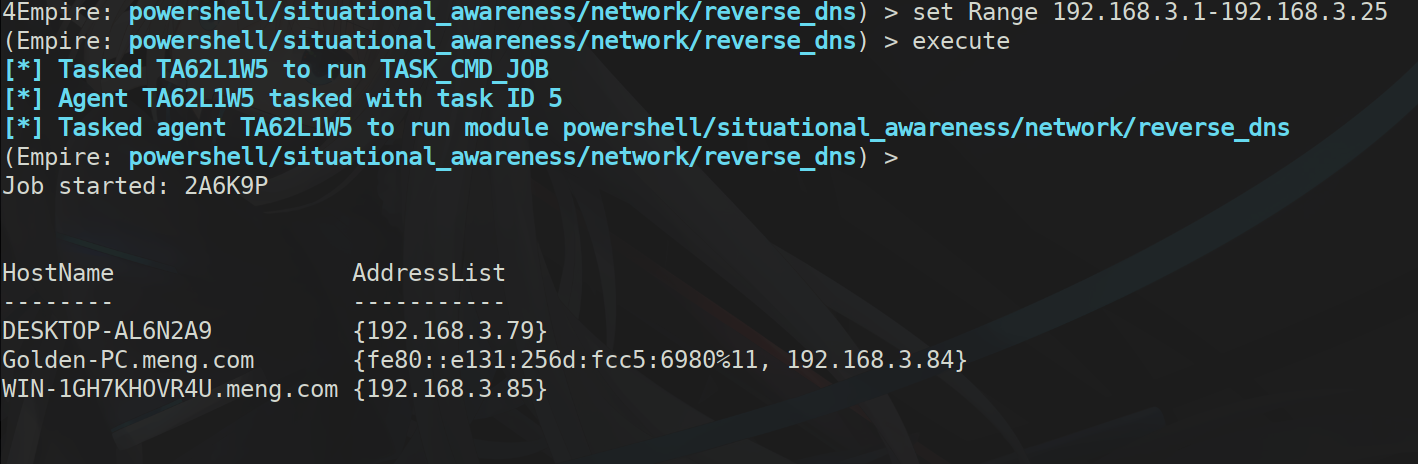 4Empire: powershell/situational_awareness/network/reverse_dns) > set Range 192.168.3.1-192.168.3.25
(Empire: powershell/situational_awareness/network/reverse_dns) > execute
[*] Tasked TA62L1W5 to run TASK_CMD_JOB
[*] Agent TA62L1W5 tasked with task ID 5
[*] Tasked agent TA62L1W5 to run module powershell/situational_awareness/network/reverse_dns
(Empire: powershell/situational_awareness/network/reverse_dns) >
Job started: 2A6K9P
HostName                 AddressList
--------                 -----------
DESKTOP-AL6N2A9          {192.168.3.79}
Golden-PC.meng.com       {fe80::e131:256d:fcc5:6980%11, 192.168.3.84}
WIN-1GH7KHOVR4U.meng.com {192.168.3.85}